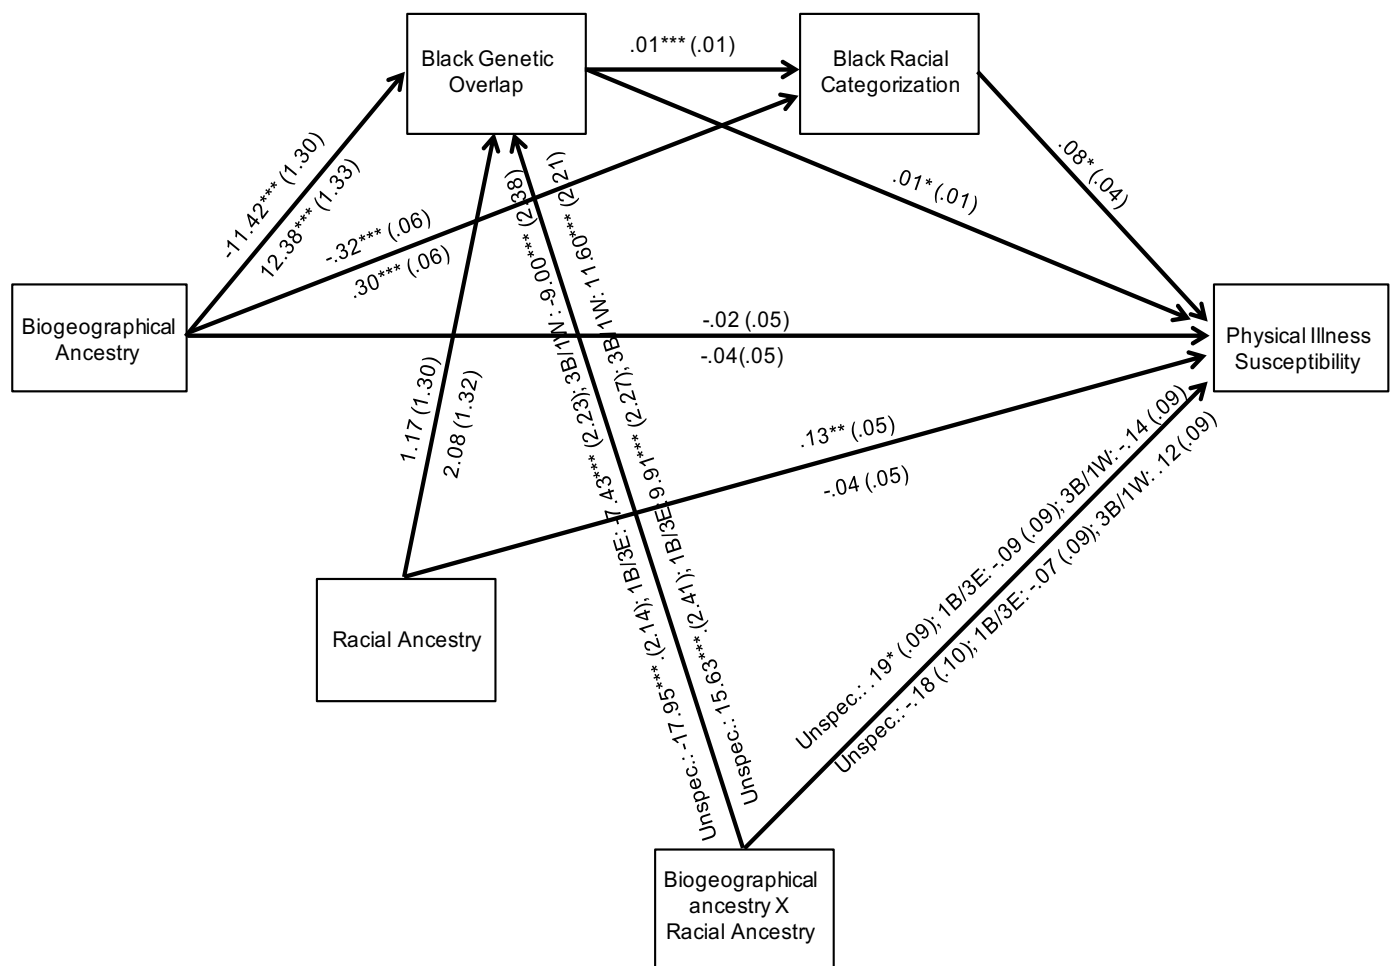 Black Genetic
Overlap
.01*** (.01)
Black Racial
Categorization
-11.42*** (1.30)
12.38*** (1.33)
-.32*** (.06)
.30*** (.06)
.01* (.01)
.08* (.04)
Biogeographical
Ancestry
-.02 (.05)
-.04(.05)
Physical Illness
Susceptibility
1.17 (1.30)
2.08 (1.32)
.13** (.05)
-.04 (.05)
Racial Ancestry
Unspec.: -17.95*** (2.14); 1B/3E: -7.43*** (2.23); 3B/1W: -9.00*** (2.38)
Unspec.: 15.63*** (2.41); 1B/3E: 9.91*** (2.27); 3B/1W: 11.60*** (2.21)
Unspec.: .19* (.09); 1B/3E: -.09 (.09); 3B/1W: -.14 (.09)
Unspec.: -.18 (.10); 1B/3E: -.07 (.09); 3B/1W: .12 (.09)
Biogeographical
ancestry X
Racial Ancestry